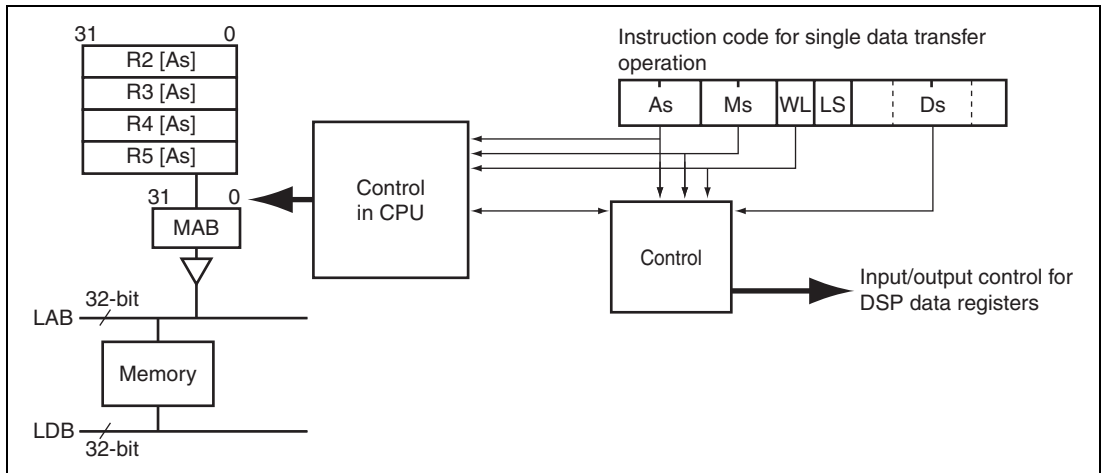 31 0
R2 [As]
R3 [As]
R4 [As]
R5 [As]
31 0
MAB
32-bit
LAB
Memory
LDB
32-bit
Control
in CPU
Instruction code for single data transfer
operation
As Ms WL LS Ds
Control
Input/output control for
DSP data registers